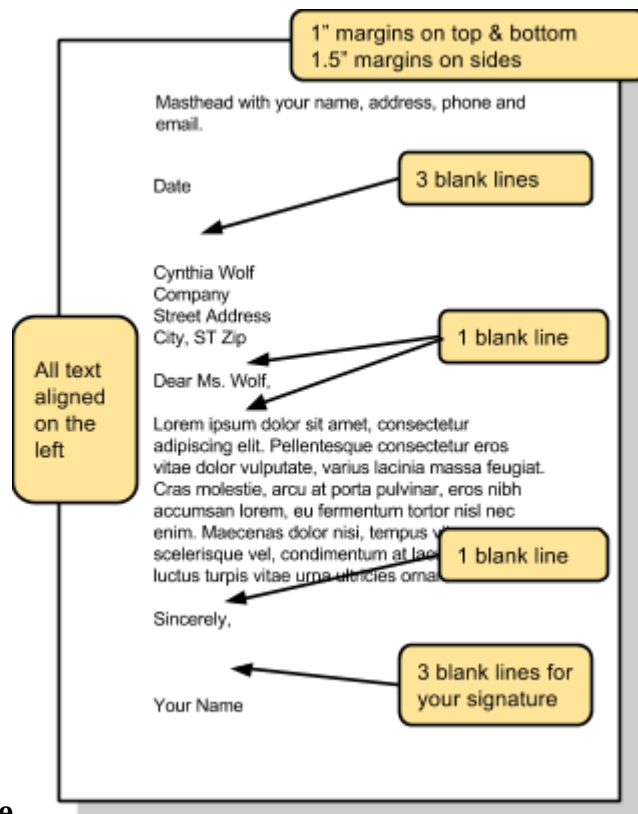 1” margins on top & bottom
1.5” margins on sides
Masthead with your name, address, phone and
email.
Date
3 blank lines
Cynthia Wolf
Company
Street Address
City, ST Zip
1 blank line
All text
aligned
on the
left
Dear Ms. Wolf,
Lorem ipsum dolor sit amet, consectetur
adipiscing elit. Pellentesque consectetur eros
vitae dolor vulputate, varius lacinia massa feugiat.
Cras molestie, arcu at porta pulvinar, eros nibh
accumsan lorem, eu fermentum tortor nisl nec
enim. Maecenas dolor nisi, tempus
scelerisque vel, condimentum at
luctus turpis vitae urna ultricies
1 blank line
Sincerely,
3 blank lines for
your signature
Your Name
e